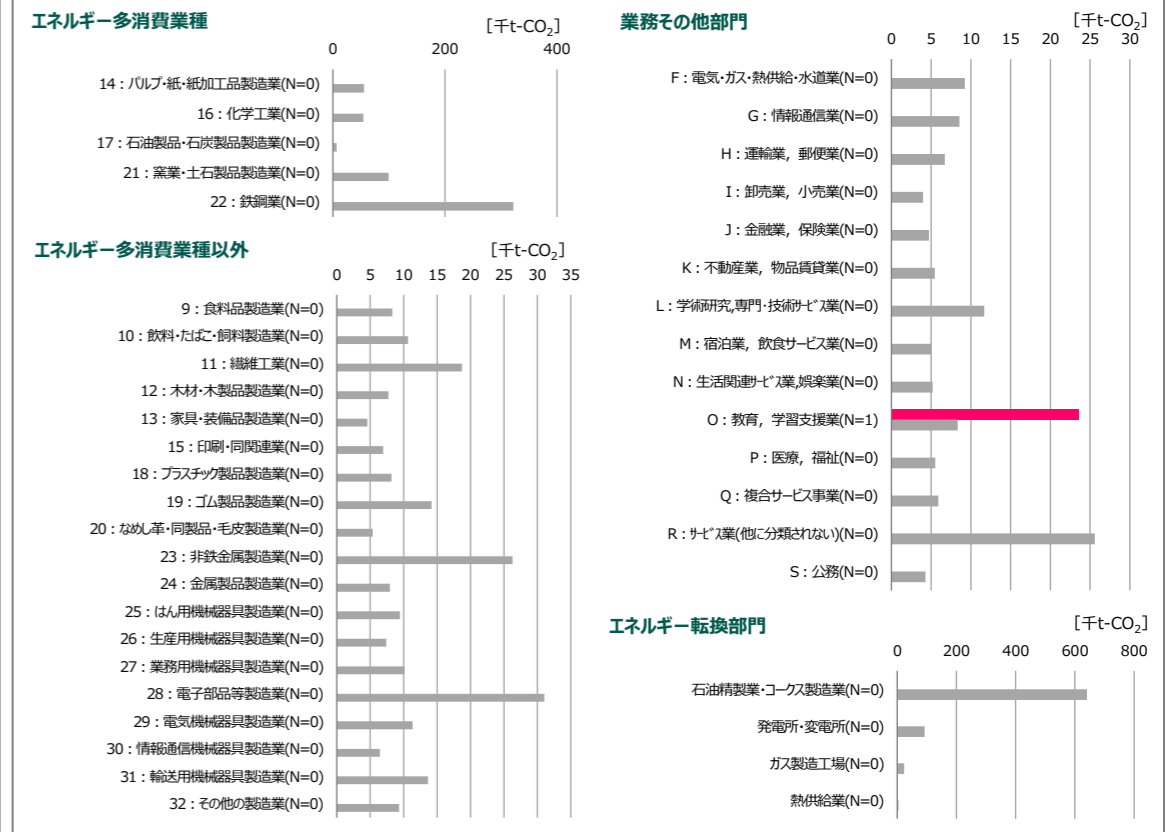 エネルギー多消費業種
[千t-CO2]
0 200 400
14：パルプ・紙・紙加工品製造業(N=0)
16：化学工業(N=0)
17：石油製品・石炭製品製造業(N=0)
21：窯業・土石製品製造業(N=0)
22：鉄鋼業(N=0)
エネルギー多消費業種以外
[千t-CO2]
0 5 10 15 20 25 30 35
9：食料品製造業(N=0)
10：飲料・たばこ・飼料製造業(N=0)
11：繊維工業(N=0)
12：木材・木製品製造業(N=0)
13：家具・装備品製造業(N=0)
15：印刷・同関連業(N=0)
18：プラスチック製品製造業(N=0)
19：ゴム製品製造業(N=0)
20：なめし革・同製品・毛皮製造業(N=0)
23：非鉄金属製造業(N=0)
24：金属製品製造業(N=0)
25：はん用機械器具製造業(N=0)
26：生産用機械器具製造業(N=0)
27：業務用機械器具製造業(N=0)
28：電子部品等製造業(N=0)
29：電気機械器具製造業(N=0)
30：情報通信機械器具製造業(N=0)
31：輸送用機械器具製造業(N=0)
32：その他の製造業(N=0)
業務その他部門
[千t-CO2]
0 5 10 15 20 25 30
F：電気・ガス・熱供給・水道業(N=0)
G：情報通信業(N=0)
H：運輸業，郵便業(N=0)
I：卸売業，小売業(N=0)
J：金融業，保険業(N=0)
K：不動産業，物品賃貸業(N=0)
L：学術研究,専門・技術ｻｰﾋﾞｽ業(N=0)
M：宿泊業，飲食サービス業(N=0)
N：生活関連ｻｰﾋﾞｽ業,娯楽業(N=0)
O：教育，学習支援業(N=1)
P：医療，福祉(N=0)
Q：複合サービス事業(N=0)
R：ｻｰﾋﾞｽ業(他に分類されない)(N=0)
S：公務(N=0)
エネルギー転換部門
[千t-CO2]
0 200 400 600 800
石油精製業・コークス製造業(N=0)
発電所・変電所(N=0)
ガス製造工場(N=0)
熱供給業(N=0)